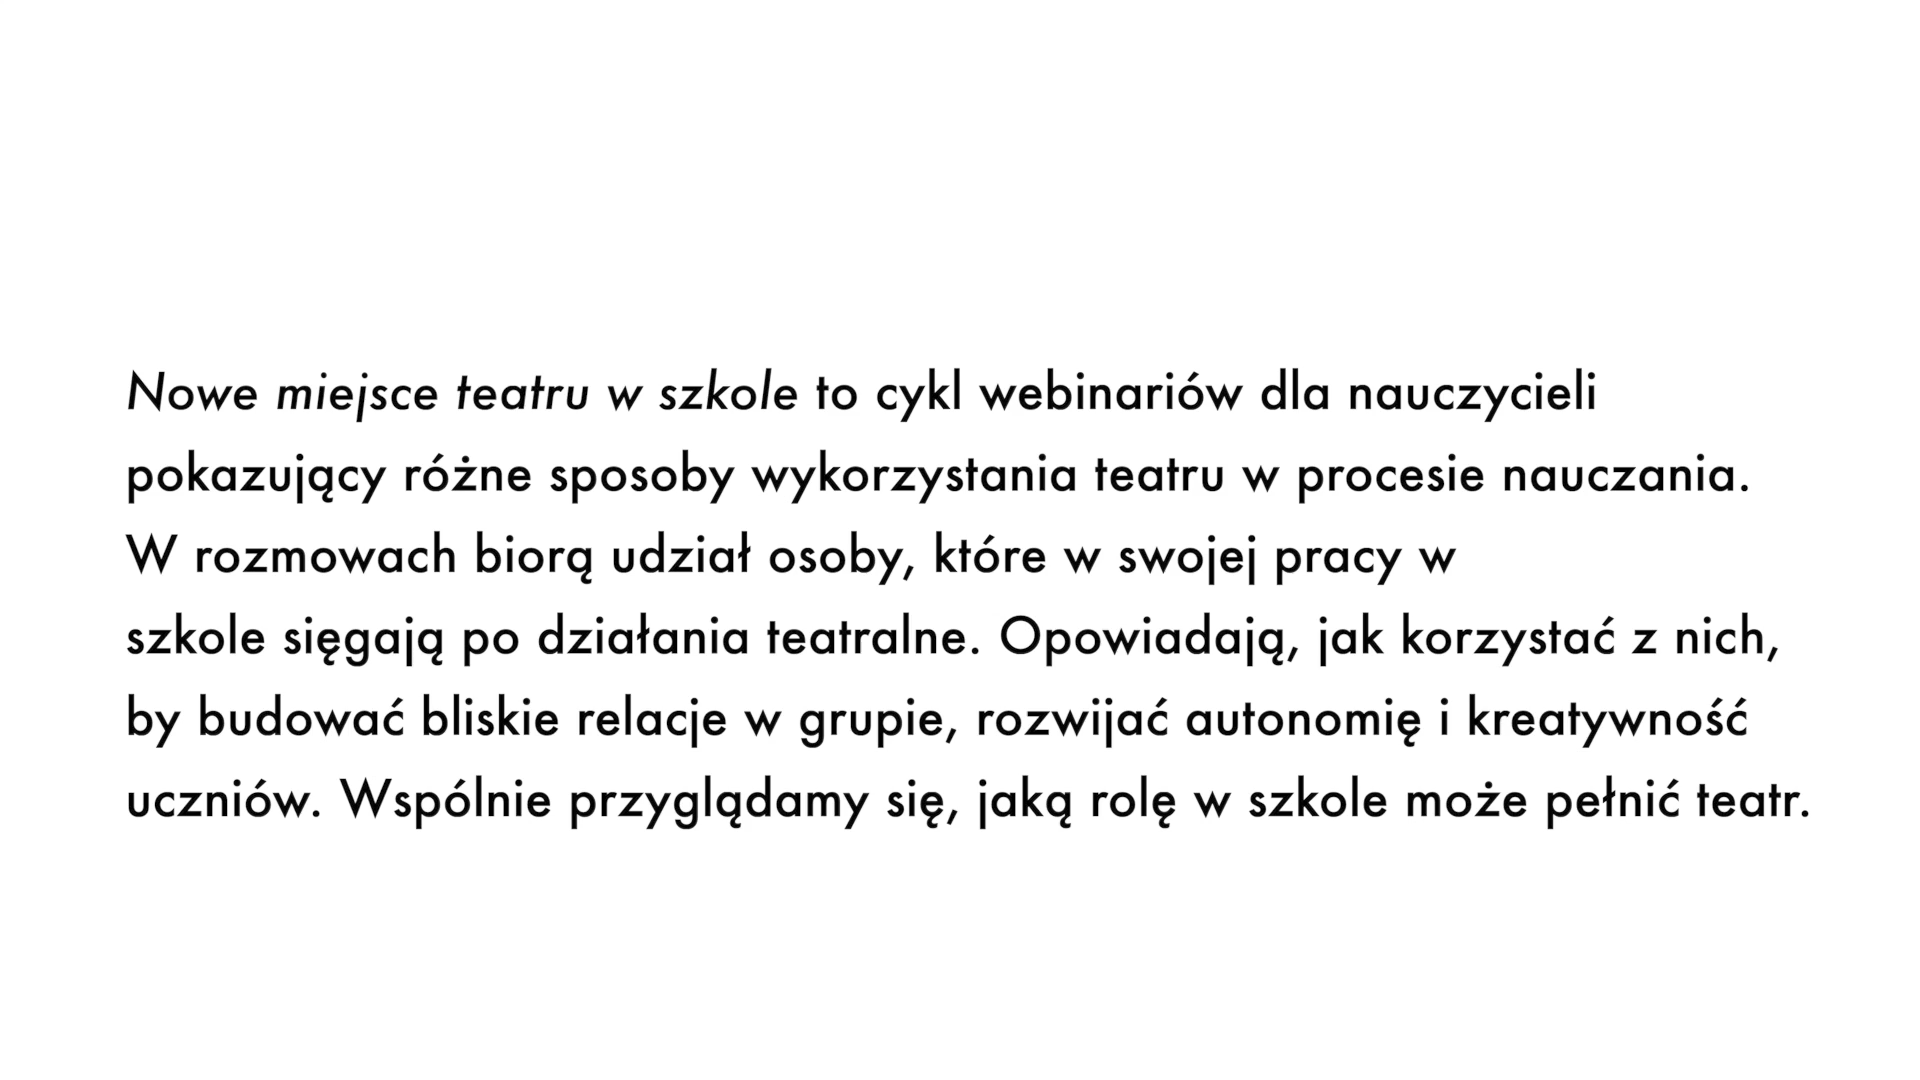 Nowe miejsce teatru w szkole to cykl webinariów dla nauczycieli
pokazujący różne sposoby wykorzystania teatru w procesie nauczania.
W rozmowach biorą udział osoby, które w swojej pracy w
szkole sięgają po działania teatralne. Opowiadają, jak korzystać z nich,
by budować bliskie relacje w grupie, rozwijać autonomię i kreatywność
uczniów. Wspólnie przyglądamy się, jaką rolę w szkole może pełnić teatr.